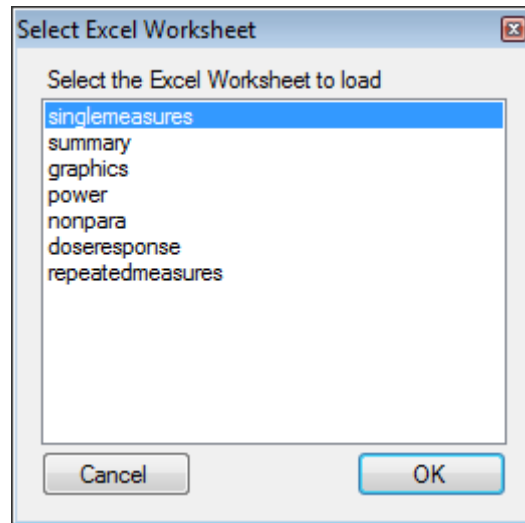 Select Excel Worksheet
Select the Excel Worksheet to load
singlemeasures
summary
graphics
power
nonpara
doseresponse
repeatedmeasures
Cancel
OK